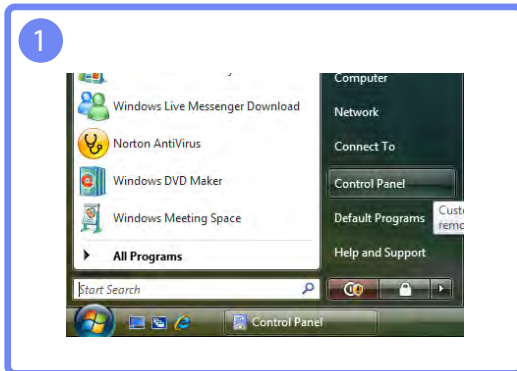 1
Computer
Windows Live Messenger Download
Network
Norton AntiVirus
Connect To
Windows DVD Maker
Control Panel
Windows Meeting Space
Default Programs
All Programs
Help and Support
Start Search
Control Panel